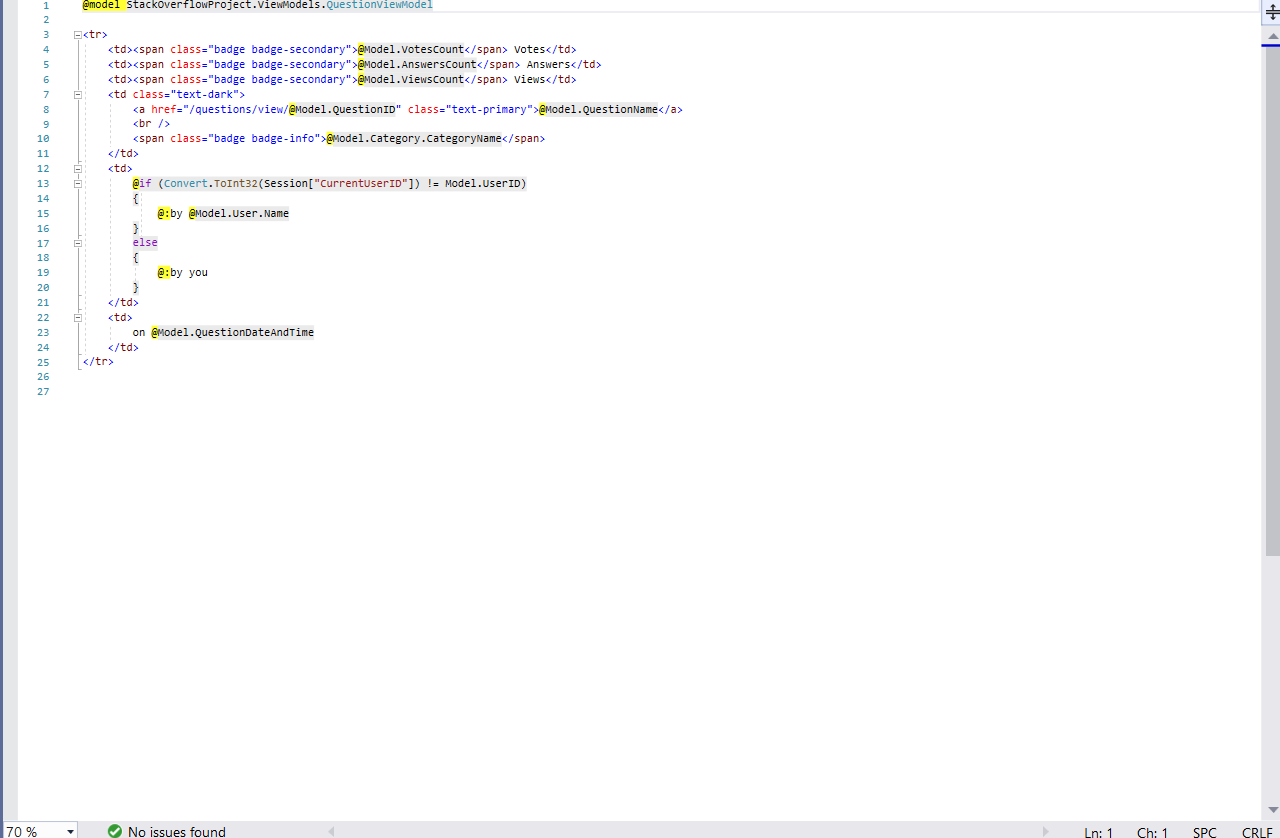 1 @model StackOverflowProject.ViewModels.QuestionViewModel
2
3 <tr>
4 <td><span class="badge badge-secondary">@Model.VotesCount</span> Votes</td>
5 <td><span class="badge badge-secondary">@Model.AnswersCount</span> Answers</td>
6 <td><span class="badge badge-secondary">@Model.ViewsCount</span> Views</td>
7 <td class="text-dark">
8 <a href="/questions/view/@Model.QuestionID" class="text-primary">@Model.QuestionName</a>
9 <br />
10 <span class="badge badge-info">@Model.Category.CategoryName</span>
11 </td>
12 <td>
13 @if (Convert.ToInt32(Session["CurrentUserID"]) != Model.UserID)
14 {
15 @:by @Model.User.Name
16 }
17 else
18 {
19 @:by you
20 }
21 </td>
22 <td>
23 on @Model.QuestionDateAndTime
24 </td>
25 </tr>
26
27
70 % No issues found Ln: 1 Ch: 1 SPC CRLF